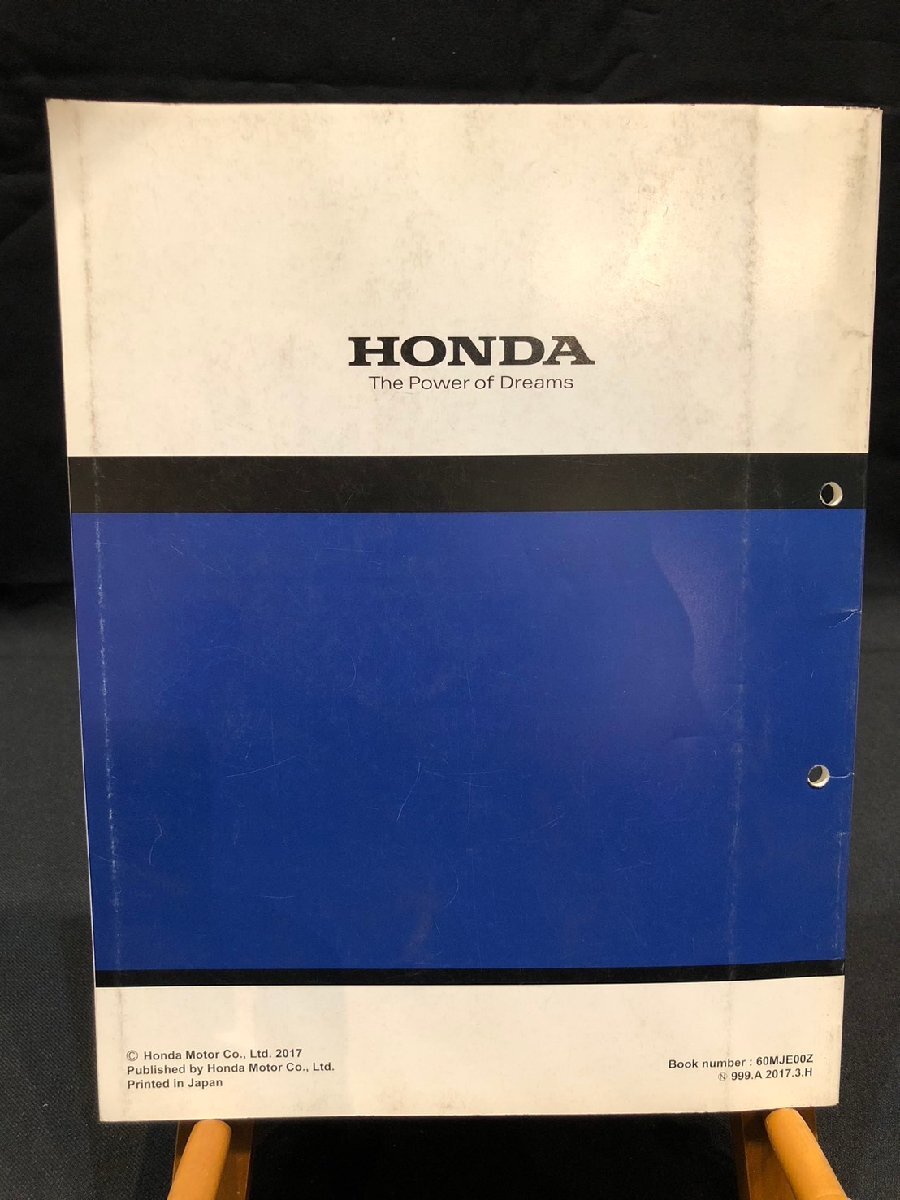 HONDA
The Power of Dreams
© Honda Motor Co., Ltd. 2017
Published by Honda Motor Co., Ltd.
Printed in Japan
Book number : 60MJE00Z
Ⓝ 999.A.2017.3.H